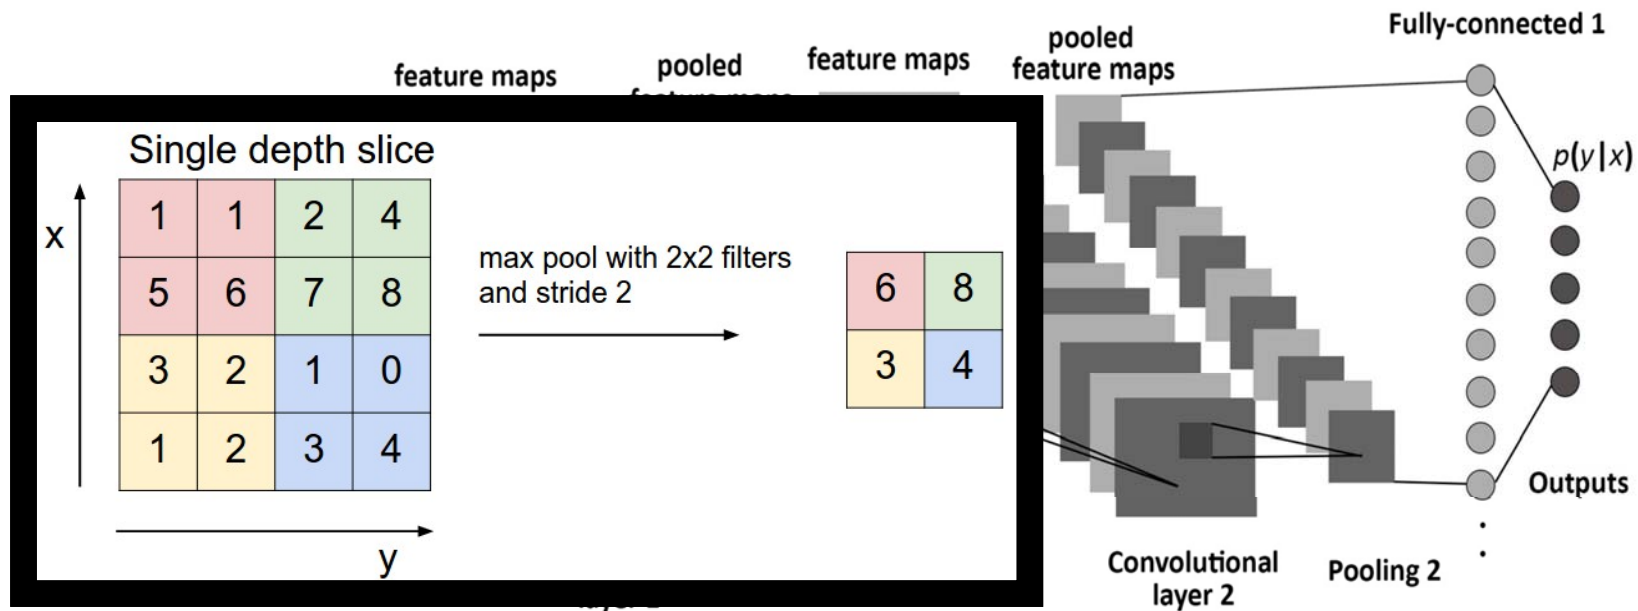 Fully-connected 1
pooled
feature maps
feature maps
pooled
feature maps
feature maps
Single depth slice
p(y|x)
1 1 2 4
x
max pool with 2x2 filters
and stride 2
5 6 7 8
6 8
3 2 1 0
3 4
1 2 3 4
y
Outputs
Convolutional
layer 2
Pooling 2